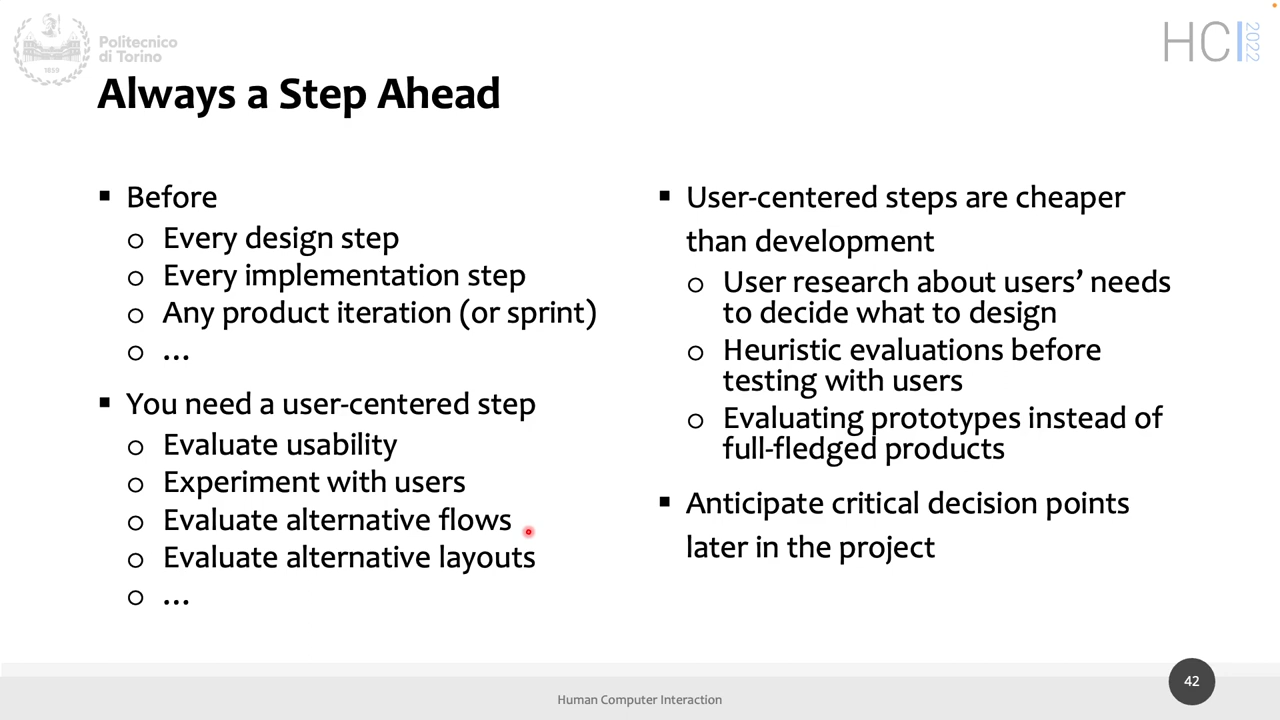 Politecnico
di Torino
1859
HCI 2022
Always a Step Ahead
▪ Before
o Every design step
o Every implementation step
o Any product iteration (or sprint)
o …
▪ You need a user-centered step
o Evaluate usability
o Experiment with users
o Evaluate alternative flows
o Evaluate alternative layouts
o …
▪ User-centered steps are cheaper
than development
o User research about users’ needs
to decide what to design
o Heuristic evaluations before
testing with users
o Evaluating prototypes instead of
full-fledged products
▪ Anticipate critical decision points
later in the project
Human Computer Interaction
42